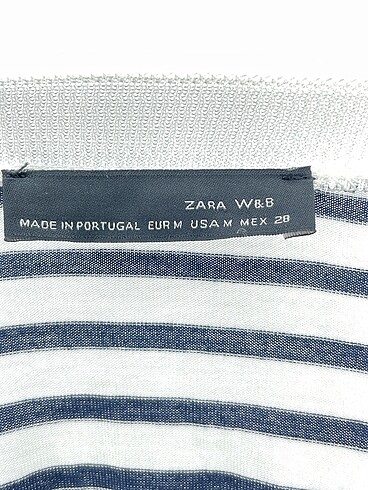 ZARA W&B
MADE IN PORTUGAL EUR M USA M MEX 28